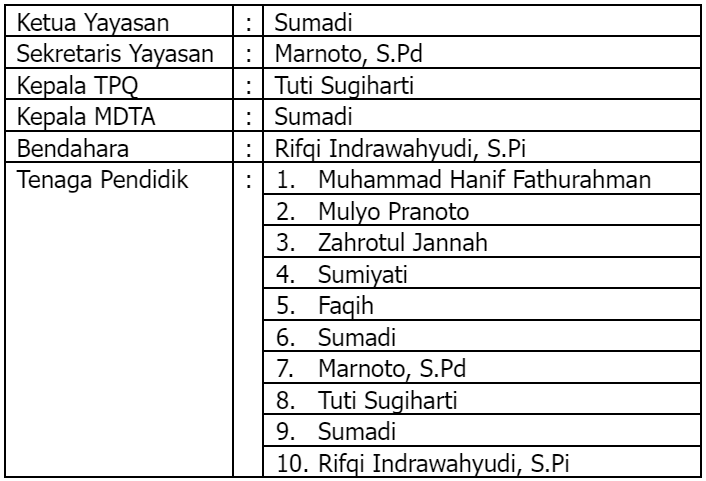 Ketua Yayasan : Sumadi
Sekretaris Yayasan : Marnoto, S.Pd
Kepala TPQ : Tuti Sugiharti
Kepala MDTA : Sumadi
Bendahara : Rifqi Indrawahyudi, S.Pi
Tenaga Pendidik : 1. Muhammad Hanif Fathurahman
2. Mulyo Pranoto
3. Zahrotul Jannah
4. Sumiyati
5. Faqih
6. Sumadi
7. Marnoto, S.Pd
8. Tuti Sugiharti
9. Sumadi
10. Rifqi Indrawahyudi, S.Pi